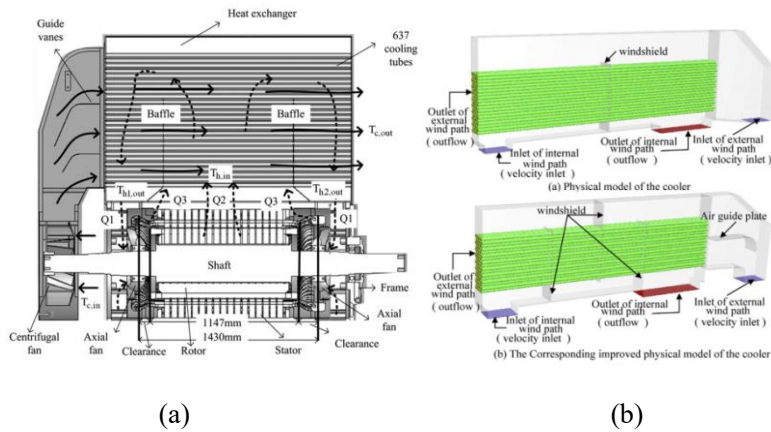 Heat exchanger
Guide
vanes
637
cooling
tubes
Baffle
Baffle
Tc,out
Th,in
Th1,out
Th2,out
Q1
Q3
Q2
Q3
Q1
Shaft
Tc,in
Frame
Centrifugal
fan
Axial
fan
Clearance
Rotor
1147mm
1430mm
Stator
Clearance
Axial
fan
(a)
windshield
Outlet of
external
wind path
( outflow )
Inlet of internal
wind path
( velocity inlet )
Outlet of internal
wind path
( outflow )
Inlet of external
wind path
( velocity inlet )
(a) Physical model of the cooler
windshield
Air guide plate
Outlet of
external
wind path
( outflow )
Inlet of internal
wind path
( velocity inlet )
Outlet of internal
wind path
( outflow )
Inlet of external
wind path
( velocity inlet )
(b) The Corresponding improved physical model of the cooler
(b)